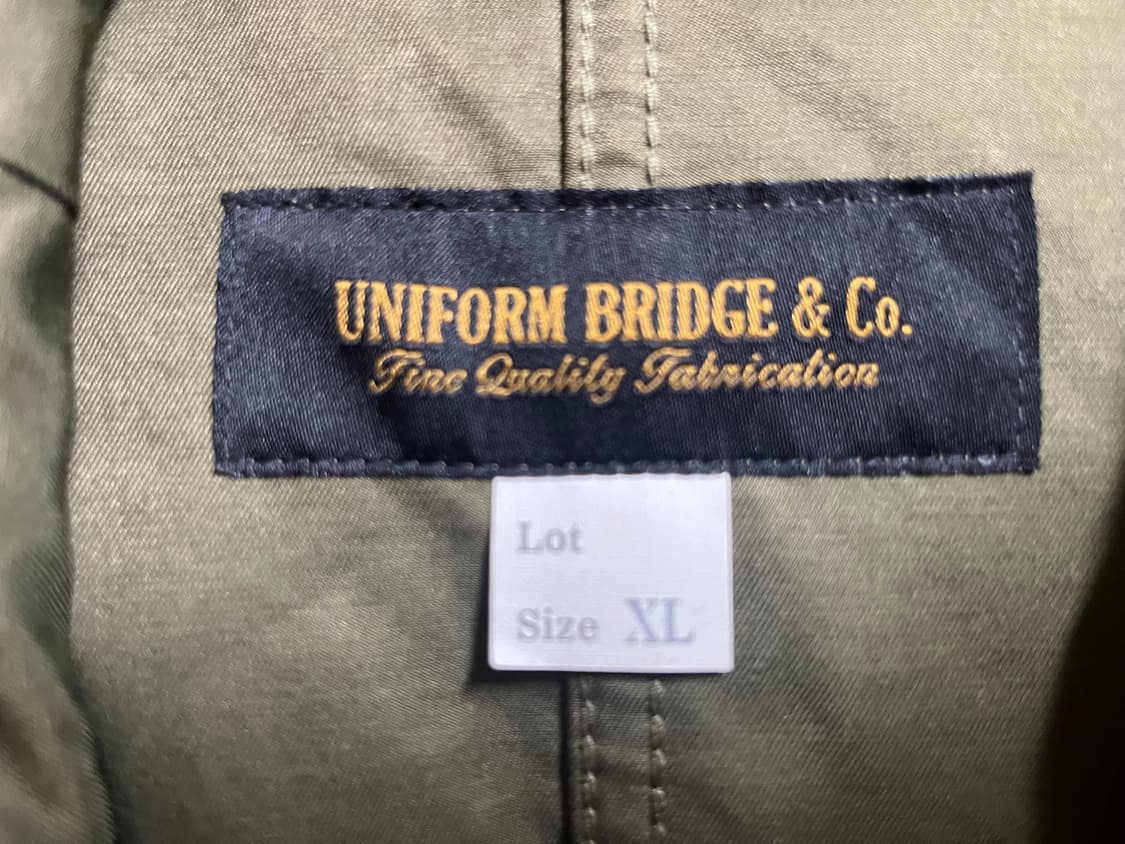 UNIFORM BRIDGE & Co.
Fine Quality Fabrication
Lot
Size XL